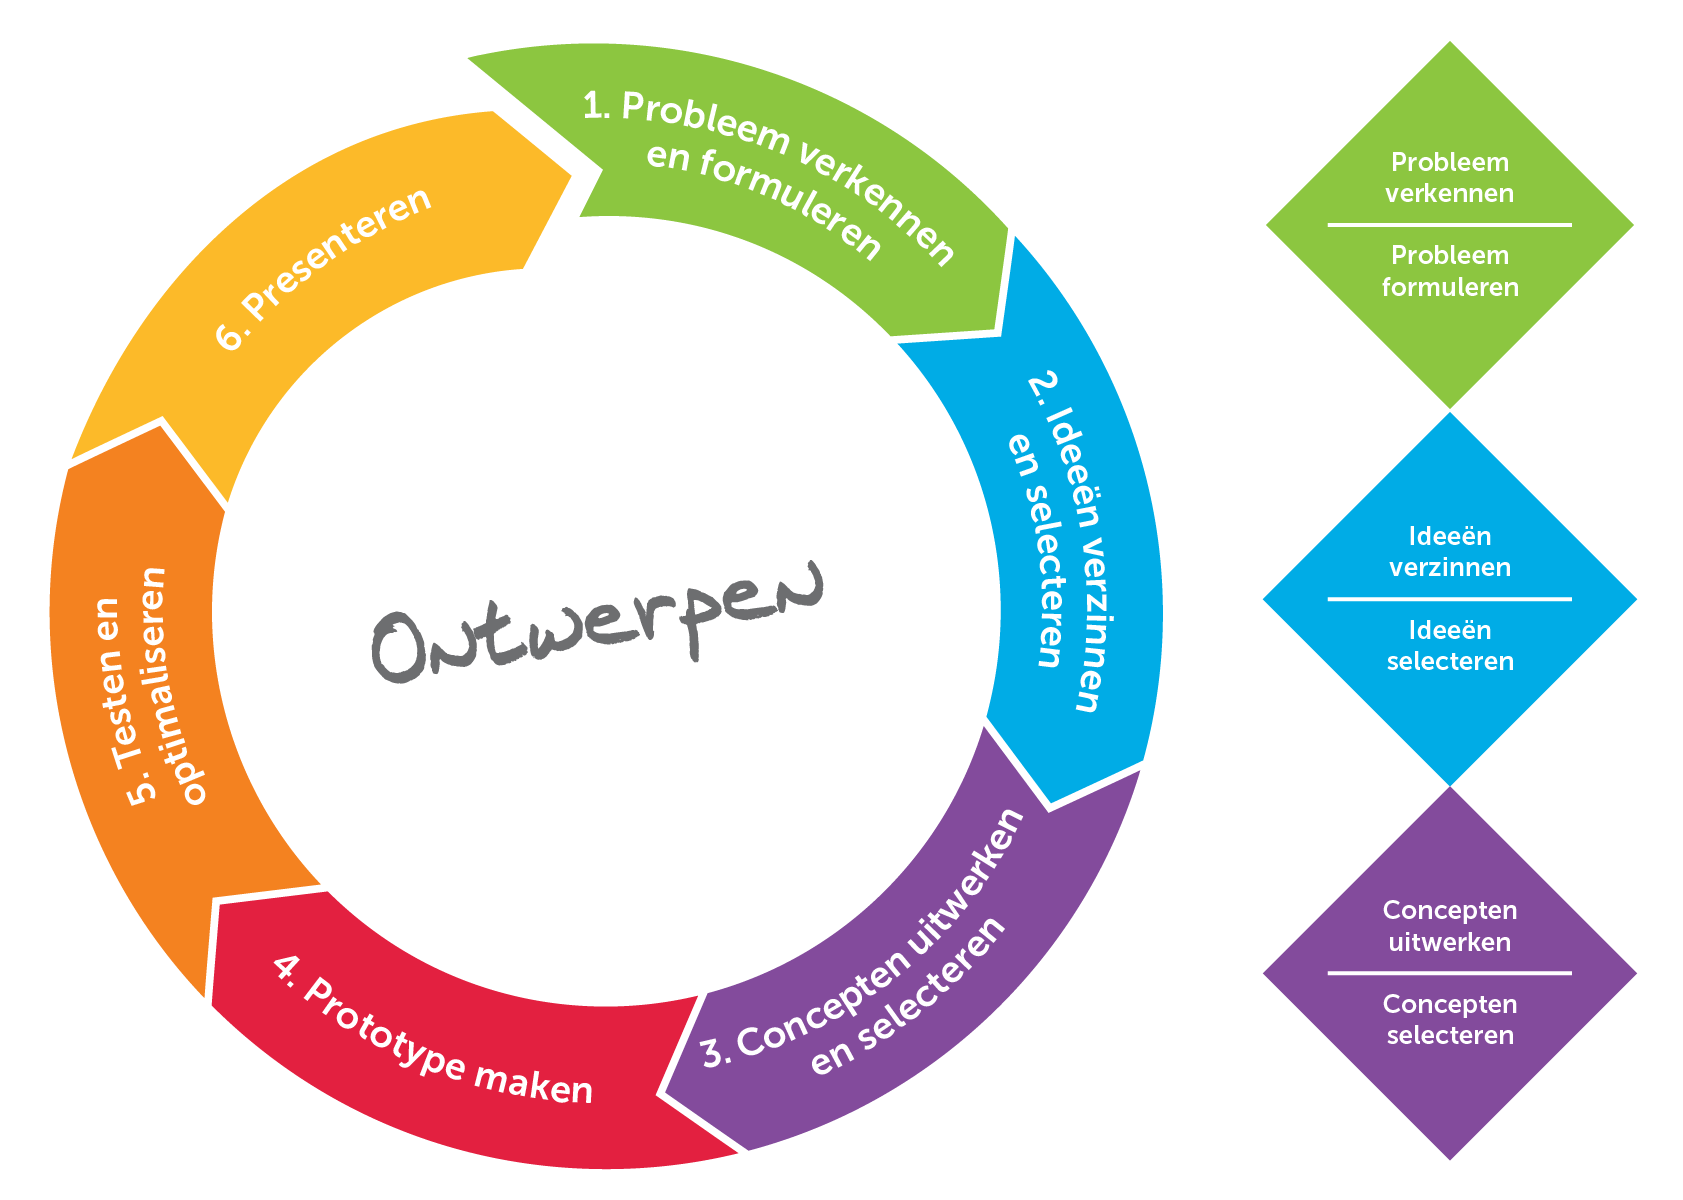 1. Probleem verkennen
en formuleren
2. Ideeën verzinnen
en selecteren
3. Concepten uitwerken
en selecteren
4. Prototype maken
5. Testen en
optimaliseren
6. Presenteren
Ontwerpen
Probleem
verkennen
Probleem
formuleren
Ideeën
verzinnen
Ideeën
selecteren
Concepten
uitwerken
Concepten
selecteren